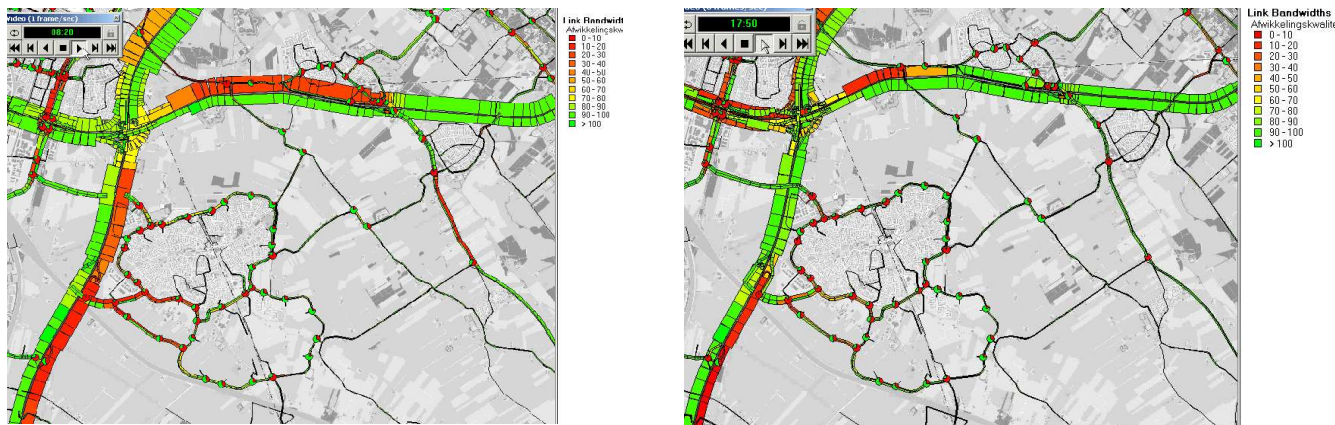 Video (1 frame/sec)
08:20
Link Bandwidt
Afwikkelingskw
0 - 10
10 - 20
20 - 30
30 - 40
40 - 50
50 - 60
60 - 70
70 - 80
80 - 90
90 - 100
> 100
17:50
Link Bandwidths
Afwikkelingskwalite
0 - 10
10 - 20
20 - 30
30 - 40
40 - 50
50 - 60
60 - 70
70 - 80
80 - 90
90 - 100
> 100